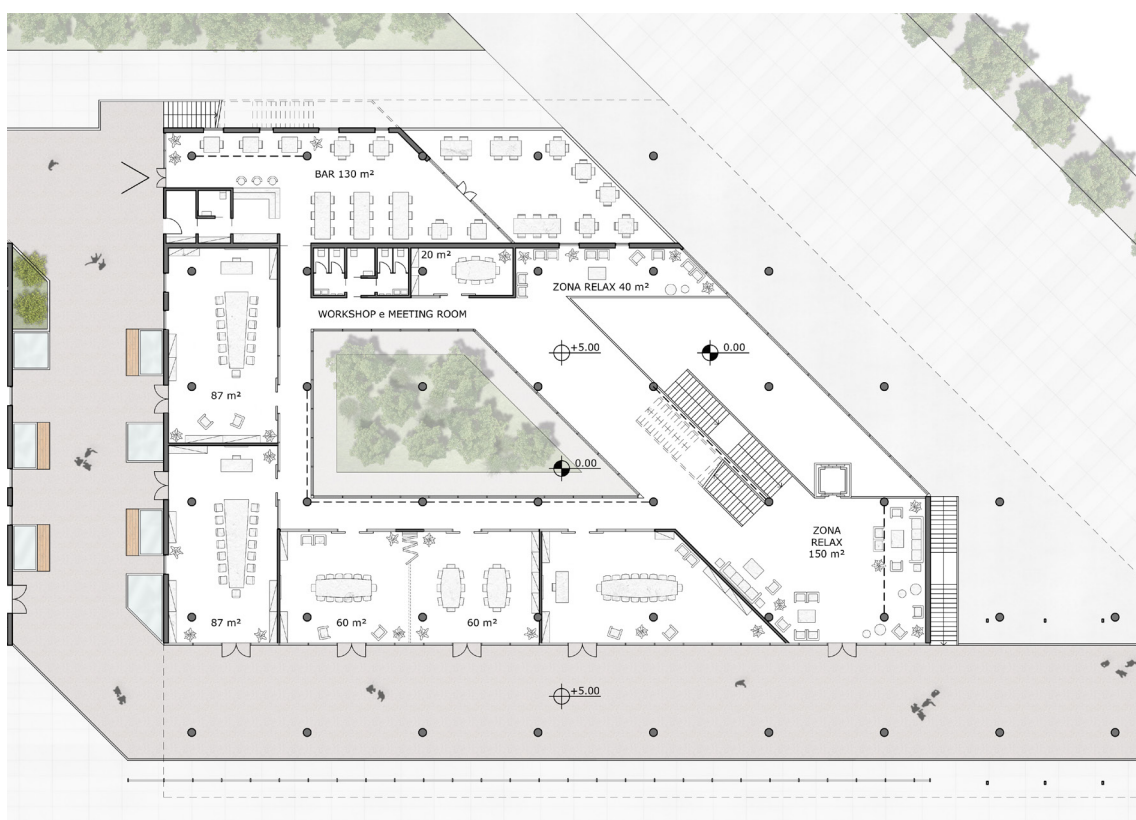 BAR 130 m²
20 m²
ZONA RELAX 40 m²
WORKSHOP e MEETING ROOM
+5.00
0.00
87 m²
0.00
ZONA
RELAX
150 m²
87 m²
60 m²
60 m²
+5.00